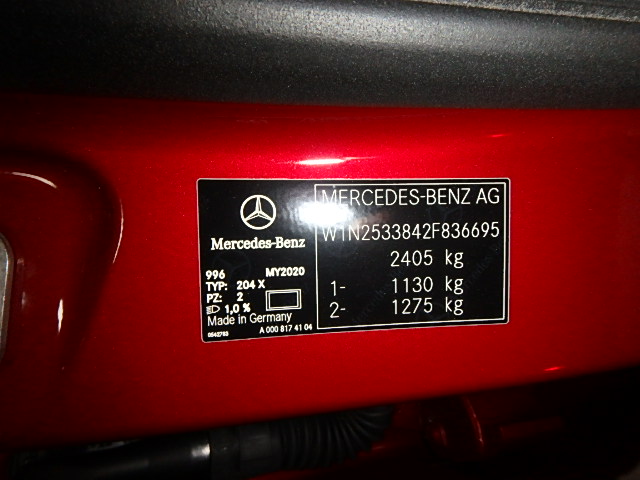 Mercedes-Benz
996 MY2020
TYP: 204 X
PZ: 2
1,0 %
Made in Germany
0542753 A 000 817 41 04
MERCEDES-BENZ AG
W1N2533842F836695
2405 kg
1- 1130 kg
2- 1275 kg